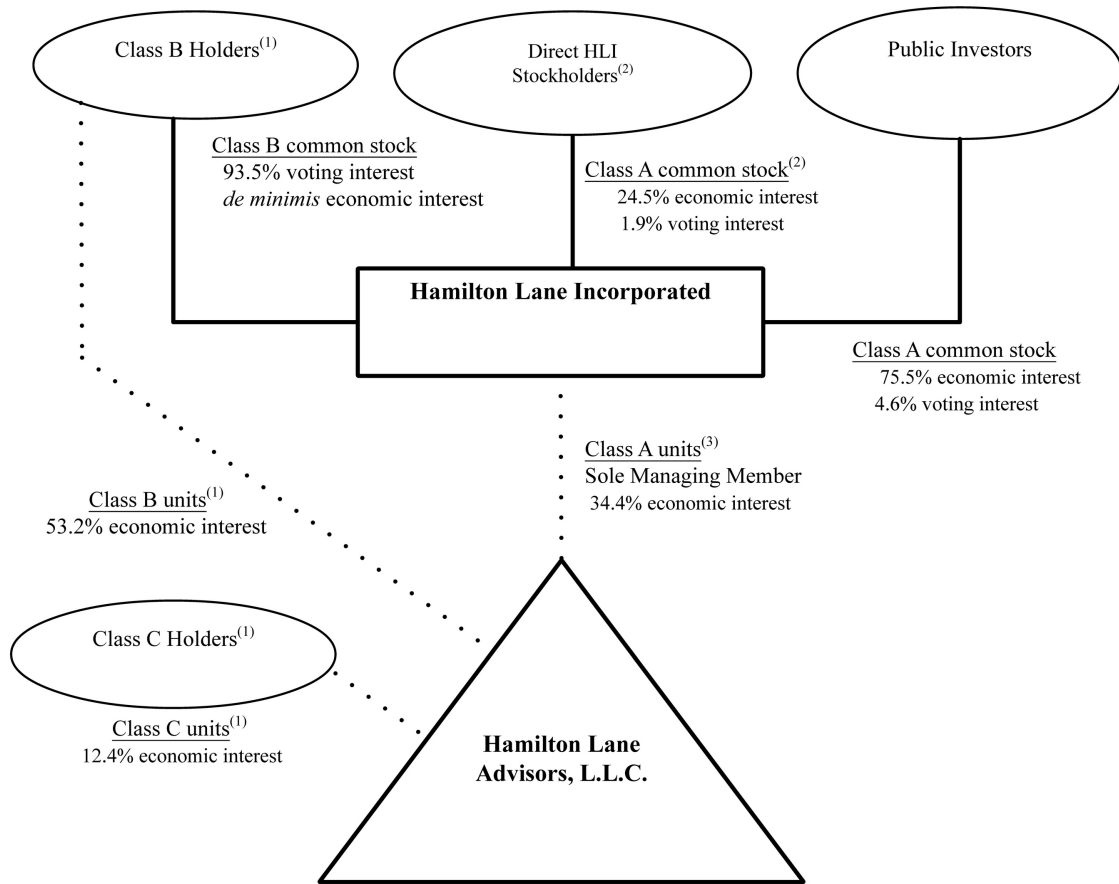 Class B Holders(1)
Direct HLI
Stockholders(2)
Public Investors
Class B common stock
93.5% voting interest
de minimis economic interest
Class A common stock(2)
24.5% economic interest
1.9% voting interest
Hamilton Lane Incorporated
Class A common stock
75.5% economic interest
4.6% voting interest
Class A units(3)
Sole Managing Member
34.4% economic interest
Class B units(1)
53.2% economic interest
Class C Holders(1)
Class C units(1)
12.4% economic interest
Hamilton Lane
Advisors, L.L.C.